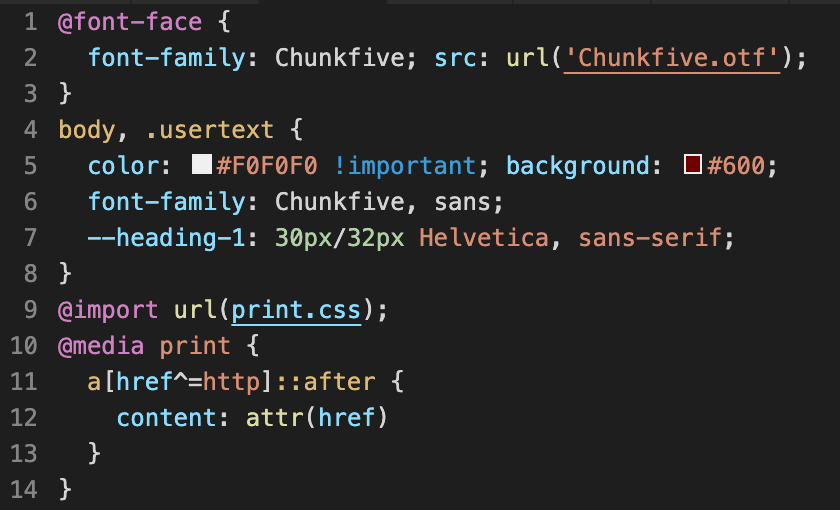 1 @font-face {
2   font-family: Chunkfive; src: url('Chunkfive.otf');
3 }
4 body, .usertext {
5   color: #F0F0F0 !important; background: #600;
6   font-family: Chunkfive, sans;
7   --heading-1: 30px/32px Helvetica, sans-serif;
8 }
9 @import url(print.css);
10 @media print {
11   a[href^=http]::after {
12     content: attr(href)
13   }
14 }